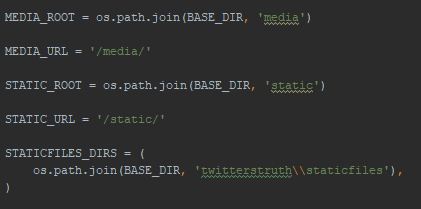 MEDIA_ROOT = os.path.join(BASE_DIR, 'media')
MEDIA_URL = '/media/'
STATIC_ROOT = os.path.join(BASE_DIR, 'static')
STATIC_URL = '/static/'
STATICFILES_DIRS = (
    os.path.join(BASE_DIR, 'twitterstruth\\staticfiles'),
)